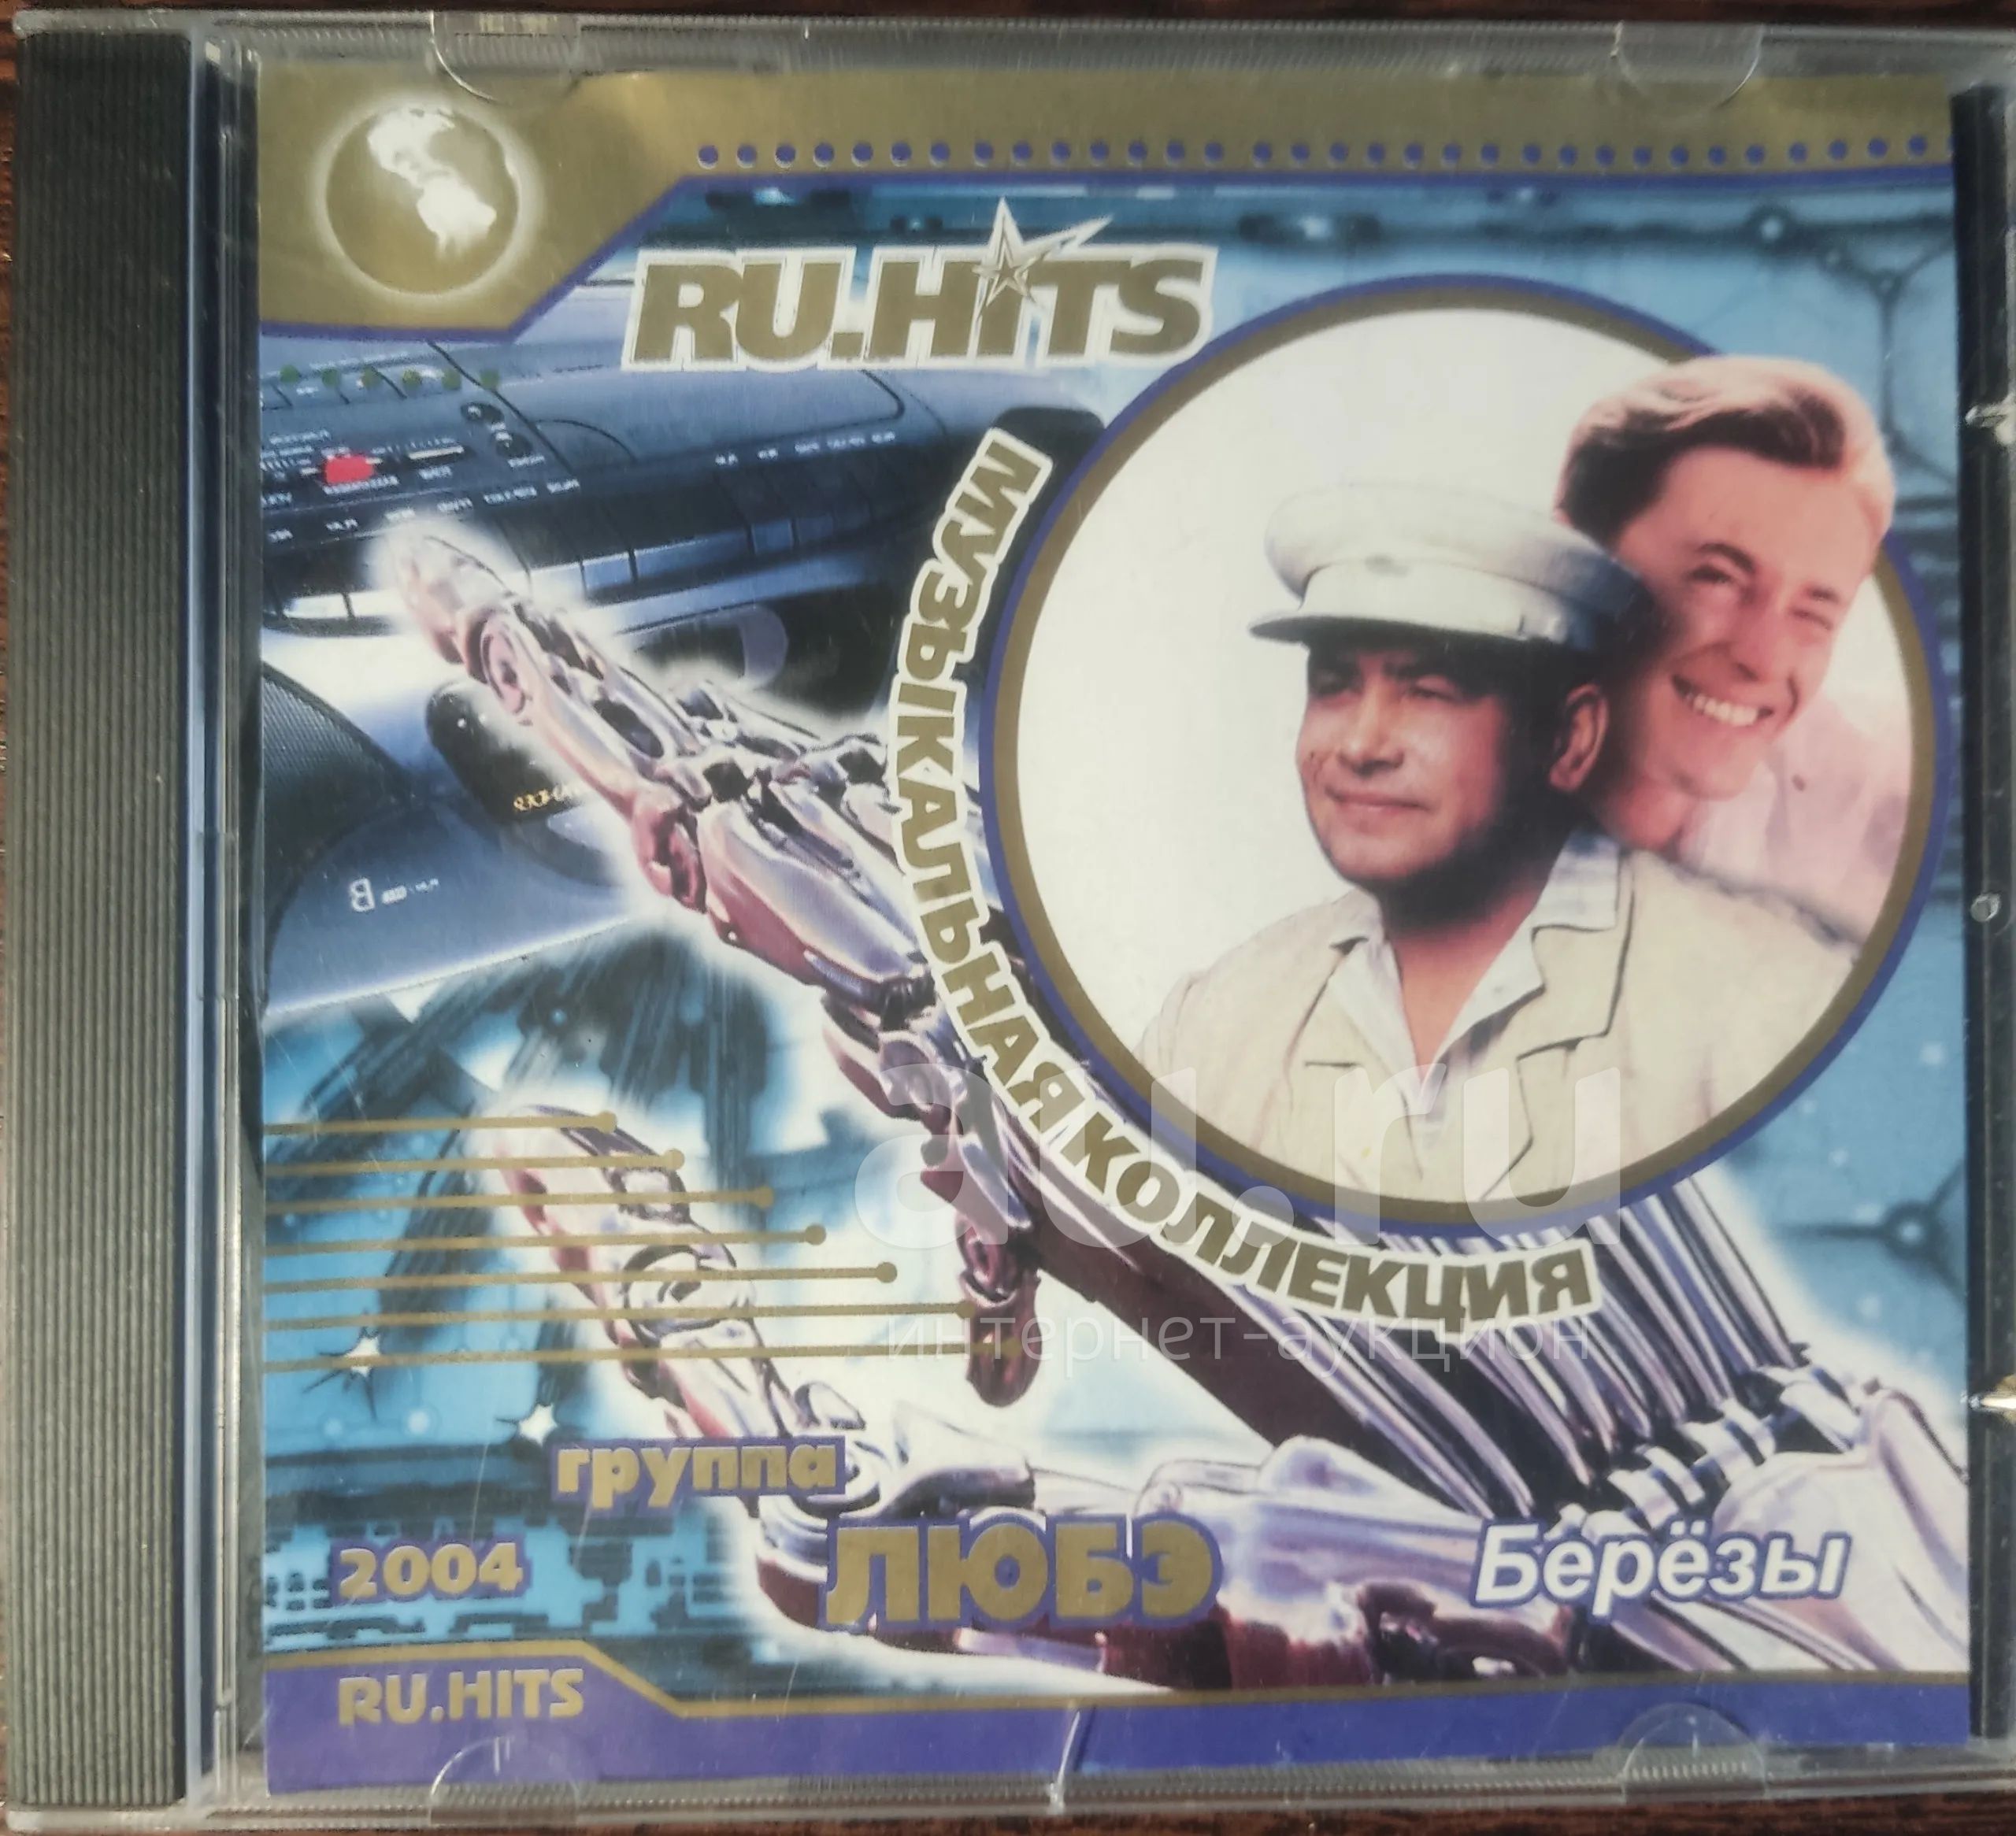 RU.HiTS
МУЗЫКАЛЬНАЯ КОЛЛЕКЦИЯ
B
au.ru
интернет-аукцион
группа
2004
ЛЮБЭ
Берёзы
RU.HITS